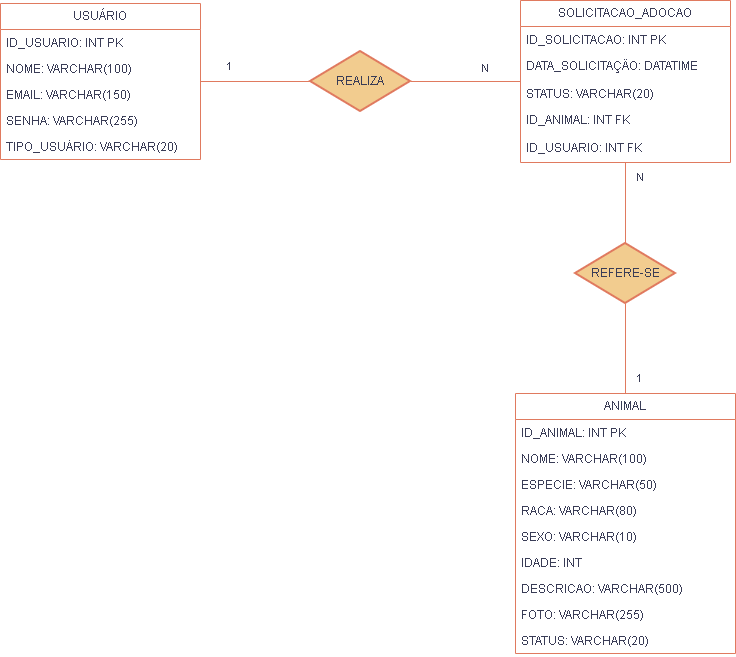 USUÁRIO
ID_USUARIO: INT PK
NOME: VARCHAR(100)
EMAIL: VARCHAR(150)
SENHA: VARCHAR(255)
TIPO_USUÁRIO: VARCHAR(20)
1
REALIZA
N
SOLICITACAO_ADOCAO
ID_SOLICITACAO: INT PK
DATA_SOLICITAÇÃO: DATATIME
STATUS: VARCHAR(20)
ID_ANIMAL: INT FK
ID_USUARIO: INT FK
N
REFERE-SE
1
ANIMAL
ID_ANIMAL: INT PK
NOME: VARCHAR(100)
ESPECIE: VARCHAR(50)
RACA: VARCHAR(80)
SEXO: VARCHAR(10)
IDADE: INT
DESCRICAO: VARCHAR(500)
FOTO: VARCHAR(255)
STATUS: VARCHAR(20)